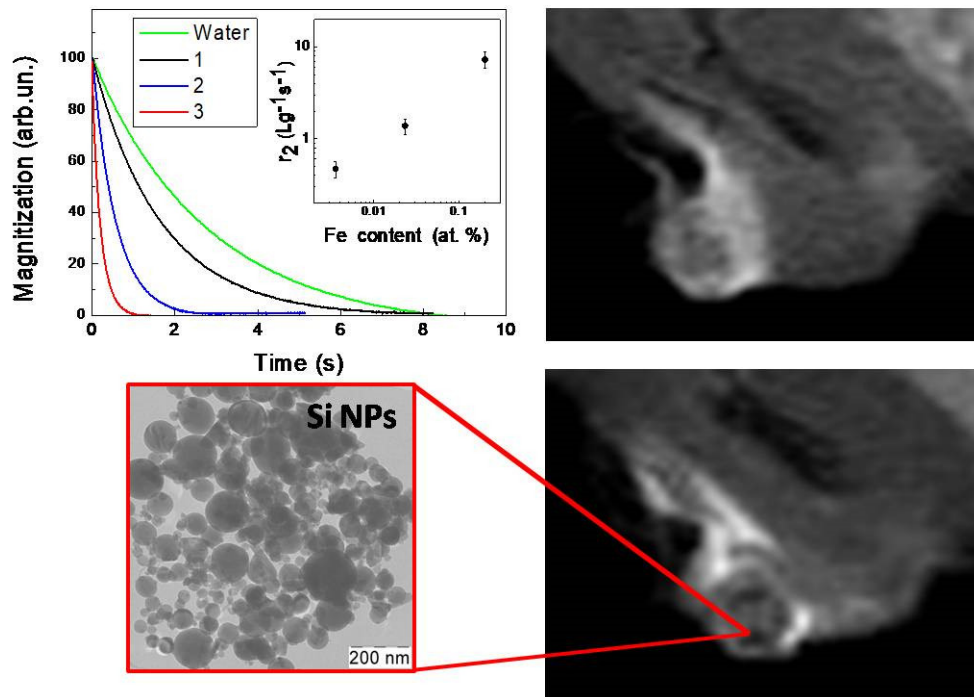 Magnitization (arb.un.)
100
80
60
40
20
0
Water
1
2
3
r₂ (Lg⁻¹s⁻¹)
10
1
0.01 0.1
Fe content (at. %)
0 2 4 6 8 10
Time (s)
Si NPs
200 nm